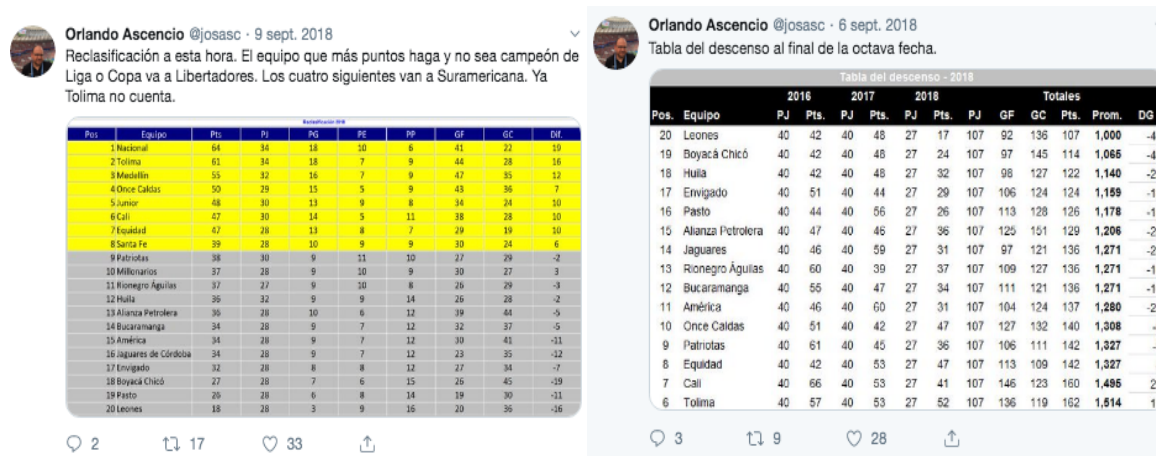 Orlando Ascencio @josasc · 9 sept. 2018
Reclasificación a esta hora. El equipo que más puntos haga y no sea campeón de
Liga o Copa va a Libertadores. Los cuatro siguientes van a Suramericana. Ya
Tolima no cuenta.
Reclasificación 2018
Pos Equipo Pts PJ PG PE PP GF GC Dif.
1 Nacional 64 34 18 10 6 41 22 19
2 Tolima 61 34 18 7 9 44 28 16
3 Medellín 55 32 16 7 9 47 35 12
4 Once Caldas 50 29 15 5 9 43 36 7
5 Junior 48 30 13 9 8 34 24 10
6 Cali 47 30 14 5 11 38 28 10
7 Equidad 47 28 13 8 7 29 19 10
8 Santa Fe 39 28 10 9 9 30 24 6
9 Patriotas 38 30 9 11 10 27 29 -2
10 Millonarios 37 28 9 10 9 30 27 3
11 Rionegro Águilas 37 27 9 10 8 26 29 -3
12 Huila 36 32 9 9 14 26 28 -2
13 Alianza Petrolera 36 28 10 6 12 39 44 -5
14 Bucaramanga 34 28 9 7 12 32 37 -5
15 América 34 28 9 7 12 30 41 -11
16 Jaguares de Córdoba 34 28 9 7 12 23 35 -12
17 Envigado 32 28 8 8 12 27 34 -7
18 Boyacá Chicó 27 28 7 6 15 26 45 -19
19 Pasto 26 28 6 8 14 19 30 -11
20 Leones 18 28 3 9 16 20 36 -16
2 17 33
Orlando Ascencio @josasc · 6 sept. 2018
Tabla del descenso al final de la octava fecha.
Tabla del descenso - 2018
2016 2017 2018 Totales
Pos. Equipo PJ Pts. PJ Pts. PJ Pts. PJ GF GC Pts. Prom. DG
20 Leones 40 42 40 48 27 17 107 92 136 107 1,000 -4
19 Boyacá Chicó 40 42 40 48 27 24 107 97 145 114 1,065 -4
18 Huila 40 42 40 48 27 32 107 98 127 122 1,140 -2
17 Envigado 40 51 40 44 27 29 107 106 124 124 1,159 -1
16 Pasto 40 44 40 56 27 26 107 113 128 126 1,178 -1
15 Alianza Petrolera 40 47 40 46 27 36 107 125 151 129 1,206 -2
14 Jaguares 40 46 40 59 27 31 107 97 121 136 1,271 -2
13 Rionegro Águilas 40 60 40 39 27 37 107 109 127 136 1,271 -1
12 Bucaramanga 40 55 40 47 27 34 107 111 121 136 1,271 -1
11 América 40 46 40 60 27 31 107 104 124 137 1,280 -2
10 Once Caldas 40 51 40 42 27 47 107 127 132 140 1,308 -
9 Patriotas 40 61 40 45 27 36 107 106 111 142 1,327 -
8 Equidad 40 42 40 53 27 47 107 113 109 142 1,327
7 Cali 40 66 40 53 27 41 107 146 123 160 1,495 2
6 Tolima 40 57 40 53 27 52 107 136 119 162 1,514 1
3 9 28